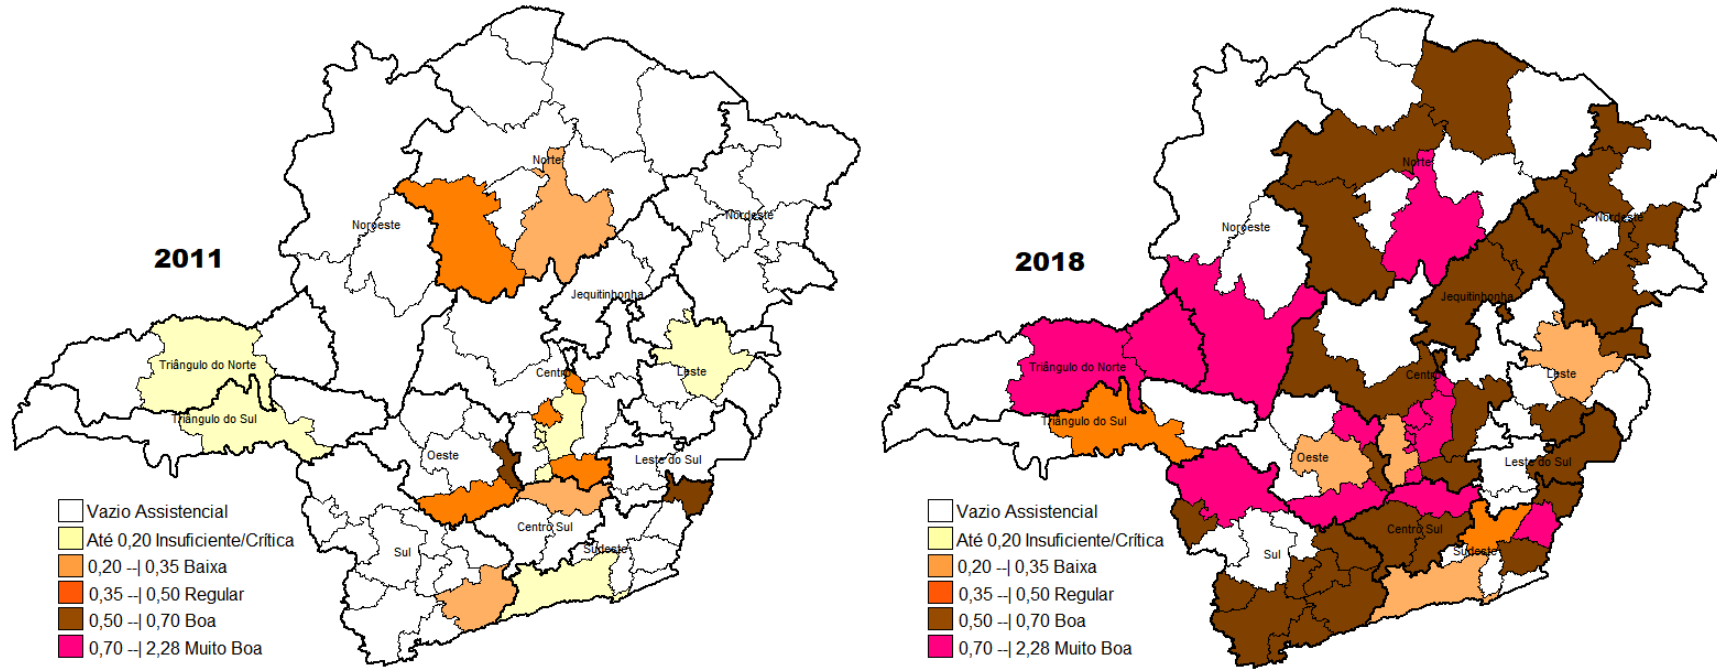 2011
Norte
Noroeste
Nordeste
Jequitinhonha
Triângulo do Norte
Centro
Leste
Triângulo do Sul
Oeste
Leste do Sul
Centro Sul
Sul
Sudeste
Vazio Assistencial
Até 0,20 Insuficiente/Crítica
0,20 --| 0,35 Baixa
0,35 --| 0,50 Regular
0,50 --| 0,70 Boa
0,70 --| 2,28 Muito Boa
2018
Norte
Noroeste
Nordeste
Jequitinhonha
Triângulo do Norte
Centro
Leste
Triângulo do Sul
Oeste
Leste do Sul
Centro Sul
Sul
Sudeste
Vazio Assistencial
Até 0,20 Insuficiente/Crítica
0,20 --| 0,35 Baixa
0,35 --| 0,50 Regular
0,50 --| 0,70 Boa
0,70 --| 2,28 Muito Boa